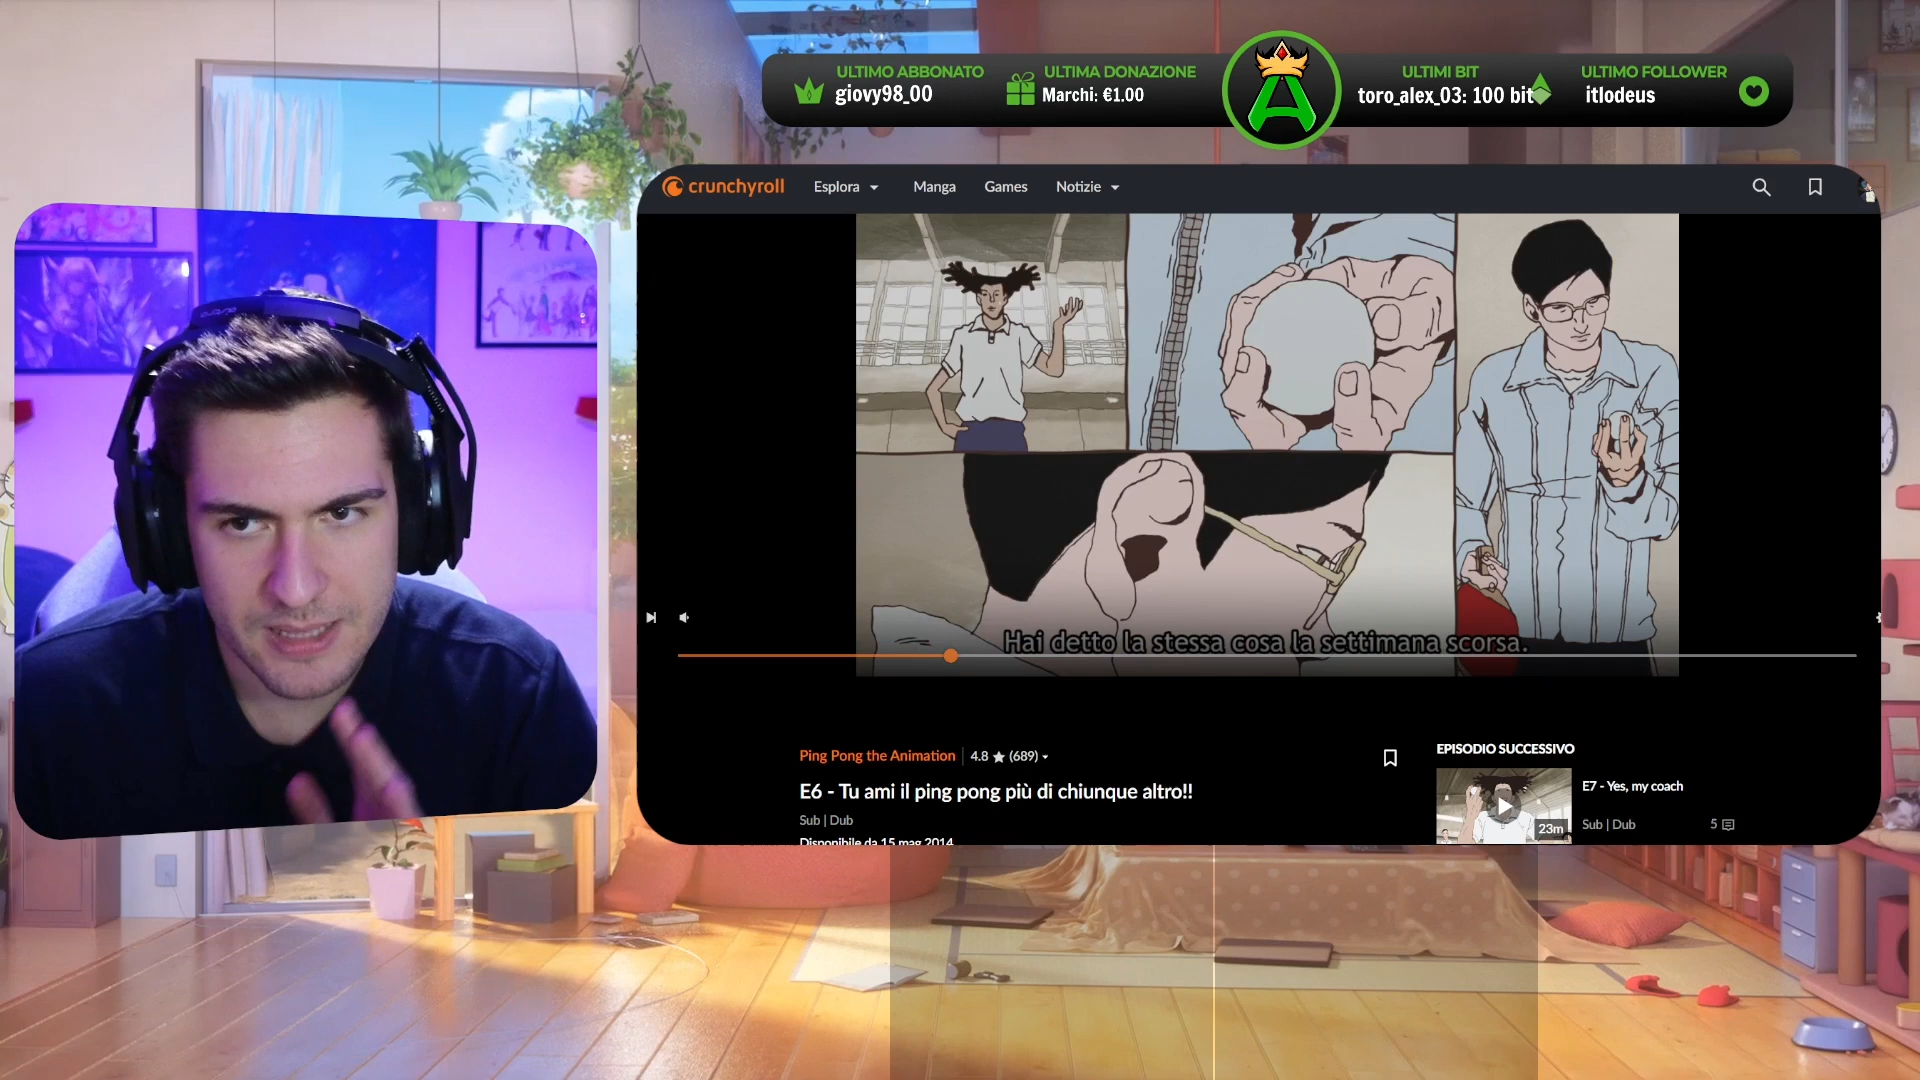 ULTIMO ABBONATO
giovy98_00
ULTIMA DONAZIONE
Marchi: €1.00
A
ULTIMI BIT
toro_alex_03: 100 bit
ULTIMO FOLLOWER
itlodeus
crunchyroll
Esplora
Manga
Games
Notizie
Hai detto la stessa cosa la settimana scorsa.
Ping Pong the Animation
4.8 ★ (689)
E6 - Tu ami il ping pong più di chiunque altro!!
Sub | Dub
Disponibile da 15 mag 2014
EPISODIO SUCCESSIVO
23m
E7 - Yes, my coach
Sub | Dub
5